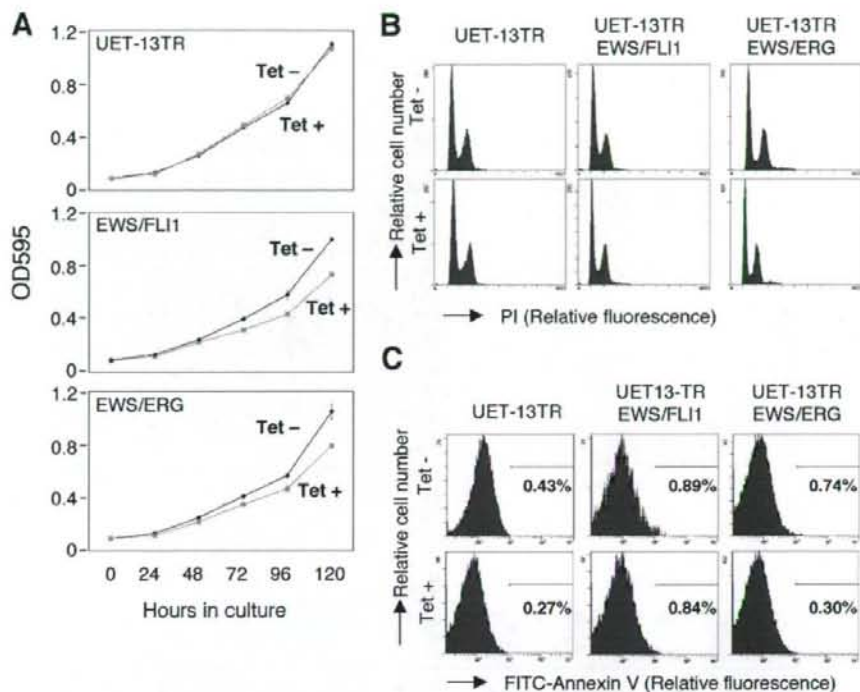 A
UET-13TR
Tet –
Tet +
EWS/FLI1
Tet –
Tet +
EWS/ERG
Tet –
Tet +
OD595
1.2
0.8
0.4
0
1.2
0.8
0.4
0
1.2
0.8
0.4
0
0 24 48 72 96 120
Hours in culture
B
UET-13TR
UET-13TR
EWS/FLI1
UET-13TR
EWS/ERG
Tet -
Tet +
Relative cell number
PI (Relative fluorescence)
C
UET-13TR
UET13-TR
EWS/FLI1
UET-13TR
EWS/ERG
Tet -
0.43% 0.89% 0.74%
Tet +
0.27% 0.84% 0.30%
Relative cell number
FITC-Annexin V (Relative fluorescence)